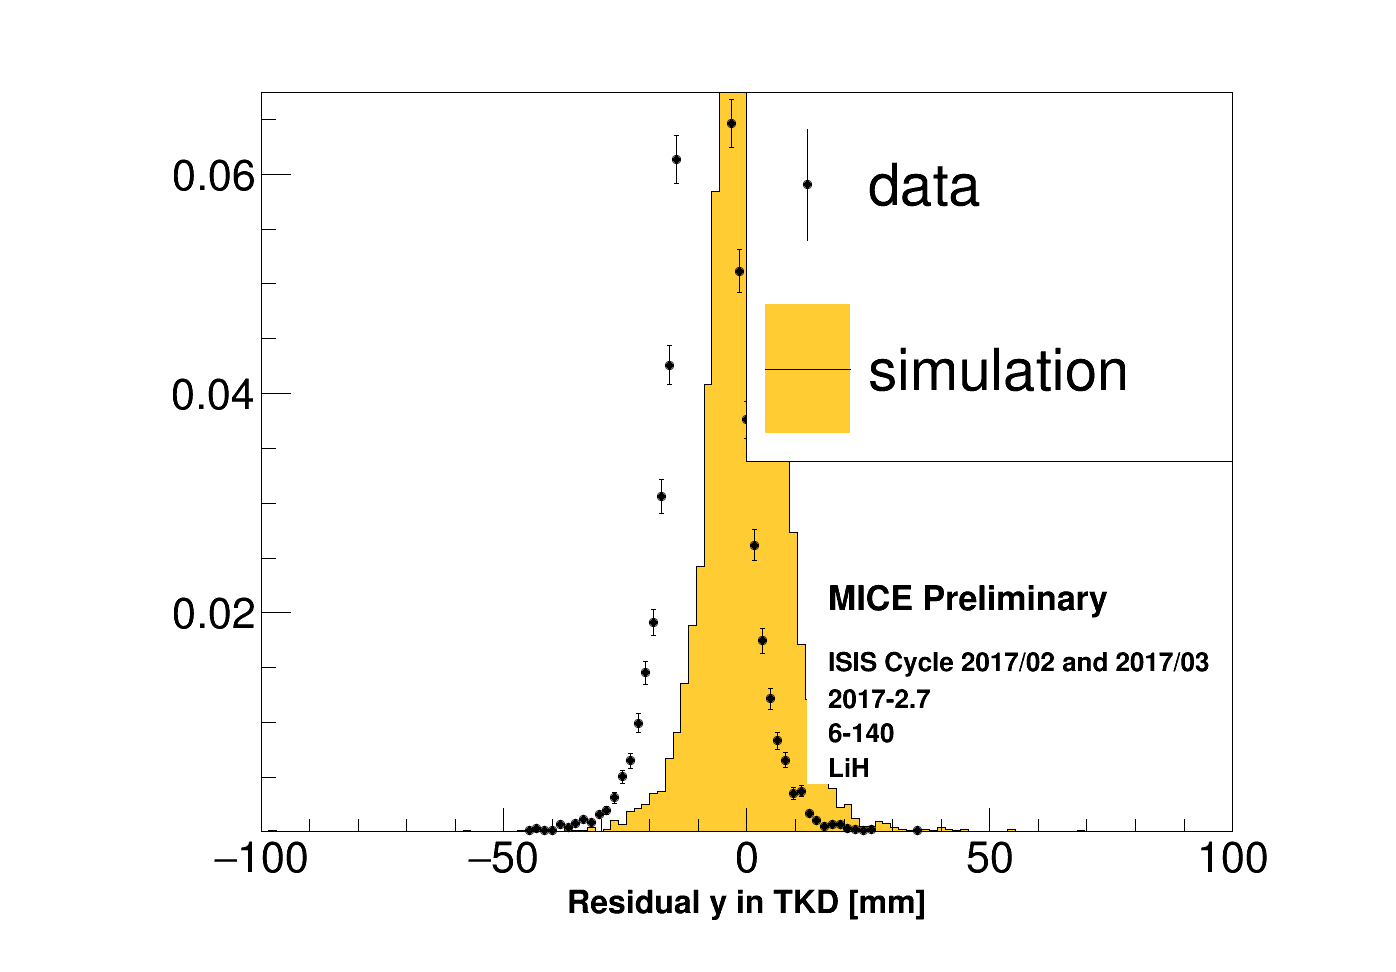 data
0.06
simulation
0.04
MICE Preliminary
0.02
ISIS Cycle 2017/02 and 2017/03
2017-2.7
6-140
LiH
−100 −50 0 50 100
Residual y in TKD [mm]